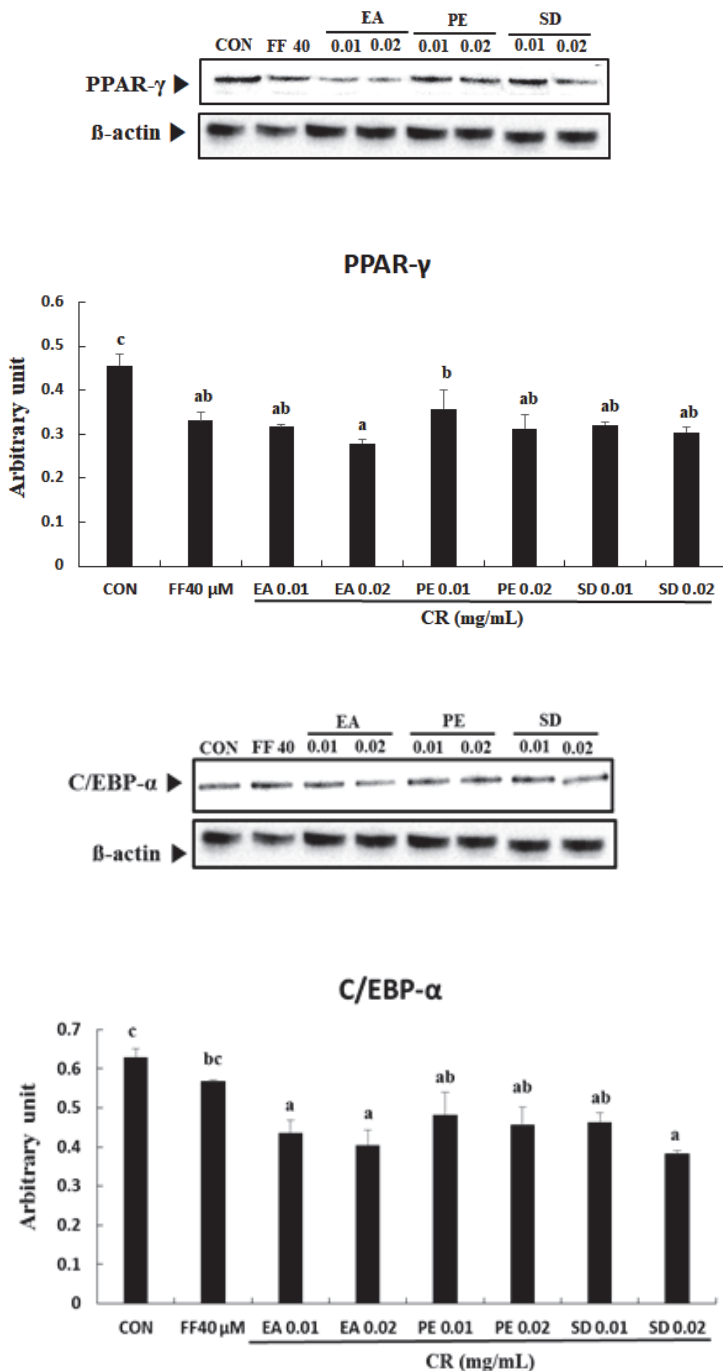 EA PE SD
CON FF 40 0.01 0.02 0.01 0.02 0.01 0.02
PPAR-γ
ß-actin
PPAR-γ
Arbitrary unit
0.6
0.5
0.4
0.3
0.2
0.1
0
c ab ab a b ab ab ab
CON FF40 μM EA 0.01 EA 0.02 PE 0.01 PE 0.02 SD 0.01 SD 0.02
CR (mg/mL)
EA PE SD
CON FF 40 0.01 0.02 0.01 0.02 0.01 0.02
C/EBP-α
ß-actin
C/EBP-α
Arbitrary unit
0.7
0.6
0.5
0.4
0.3
0.2
0.1
0
c bc a a ab ab ab a
CON FF40 μM EA 0.01 EA 0.02 PE 0.01 PE 0.02 SD 0.01 SD 0.02
CR (mg/mL)